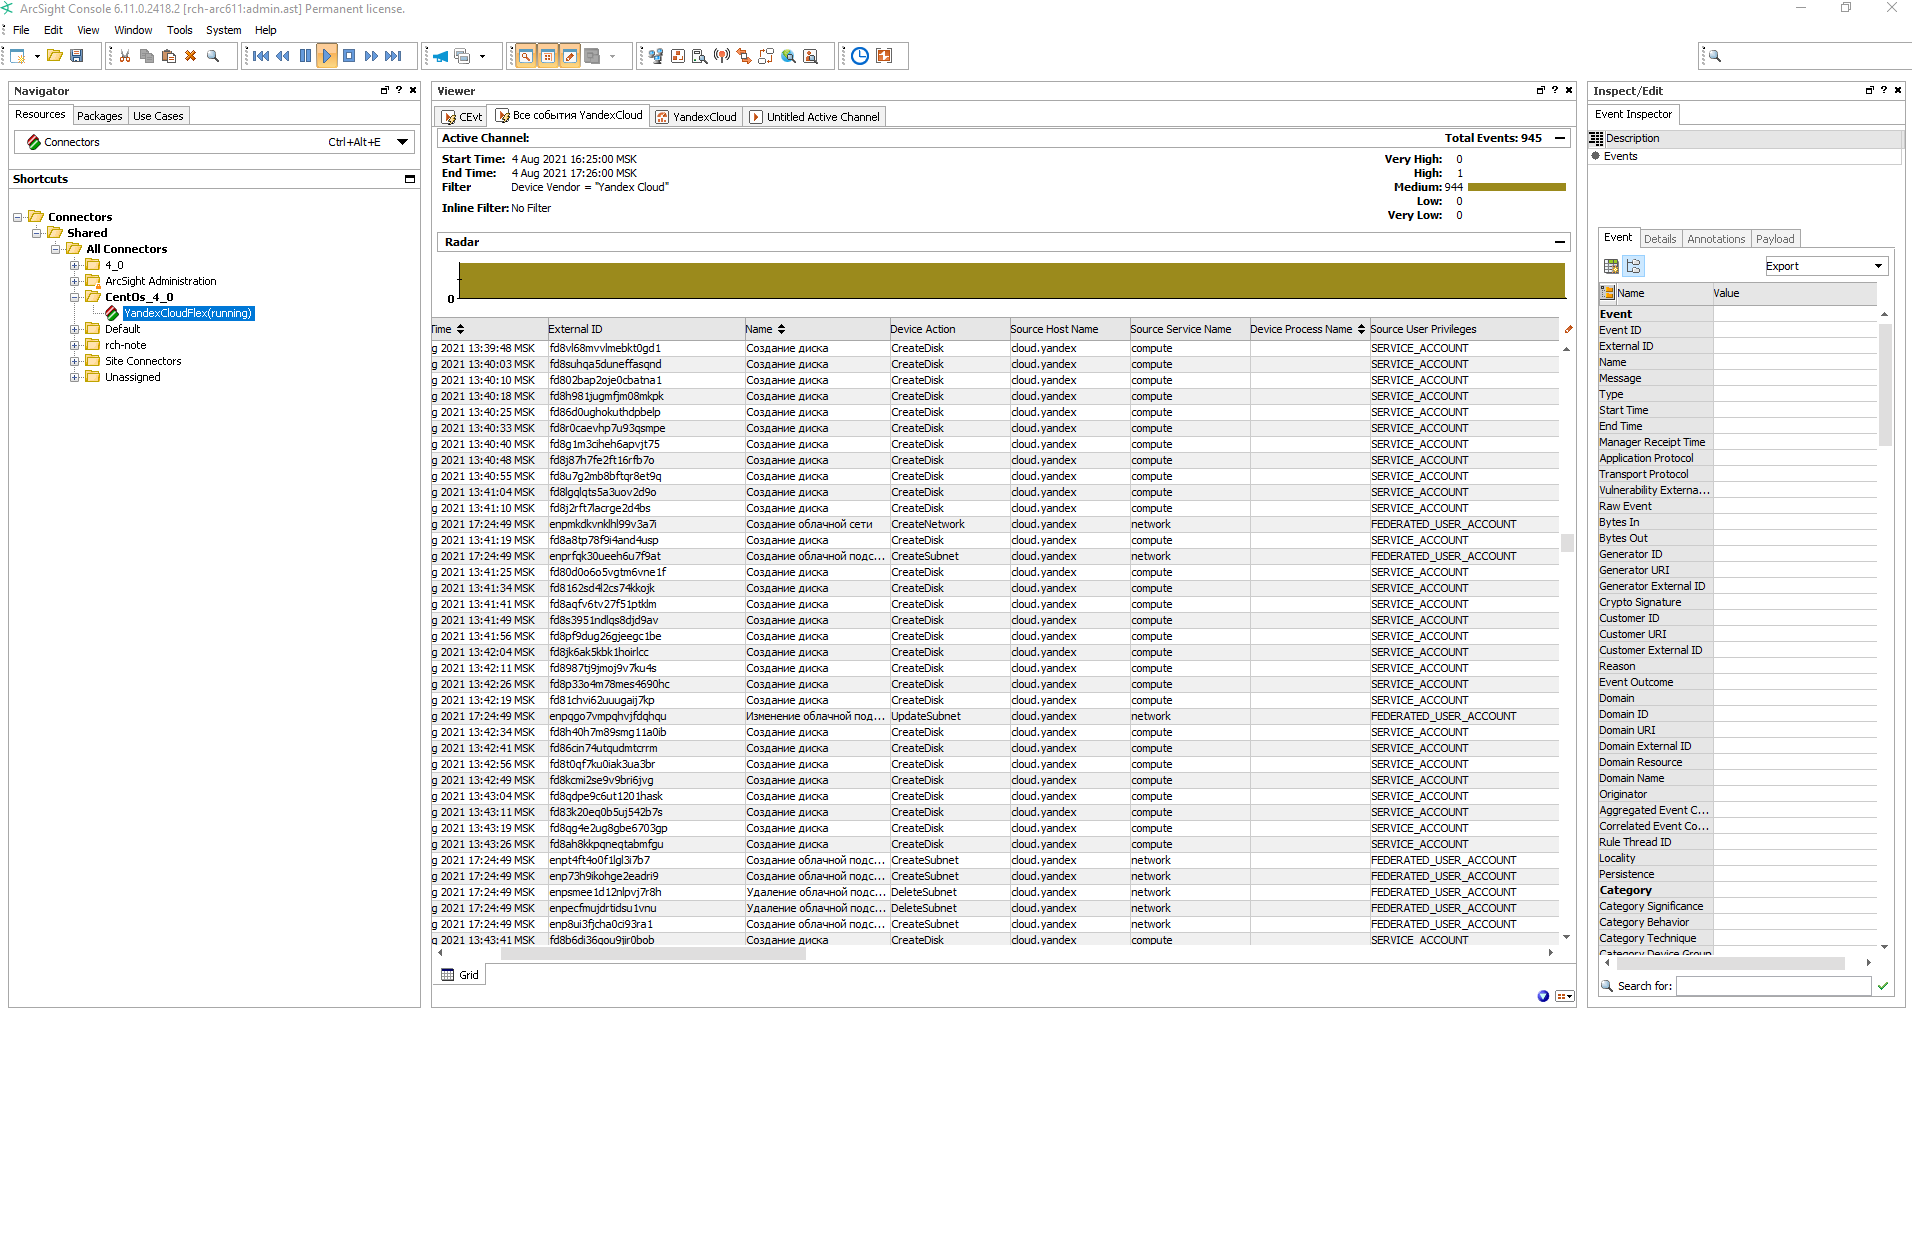 ArcSight Console 6.11.0.2418.2 [rch-arc611:admin.ast] Permanent license.
File Edit View Window Tools System Help
Navigator
Resources Packages Use Cases
Connectors Ctrl+Alt+E
Shortcuts
Connectors
Shared
All Connectors
4_0
ArcSight Administration
CentOs_4_0
YandexCloudFlex(running)
Default
rch-note
Site Connectors
Unassigned
Viewer
CEvt Все события YandexCloud YandexCloud Untitled Active Channel
Active Channel: Total Events: 945
Start Time: 4 Aug 2021 16:25:00 MSK Very High: 0
End Time: 4 Aug 2021 17:26:00 MSK High: 1
Filter Device Vendor = "Yandex Cloud" Medium: 944
Low: 0
Inline Filter: No Filter
Very Low: 0
Radar
0
Time External ID Name Device Action Source Host Name Source Service Name Device Process Name Source User Privileges
g 2021 13:39:48 MSK fd8vl68mvvlmebkt0gd1 Создание диска CreateDisk cloud.yandex compute SERVICE_ACCOUNT
g 2021 13:40:03 MSK fd8suhqa5duneffasqnd Создание диска CreateDisk cloud.yandex compute SERVICE_ACCOUNT
g 2021 13:40:10 MSK fd802bap2oje0cbatna1 Создание диска CreateDisk cloud.yandex compute SERVICE_ACCOUNT
g 2021 13:40:18 MSK fd8h981jugmfjm08mkpk Создание диска CreateDisk cloud.yandex compute SERVICE_ACCOUNT
g 2021 13:40:25 MSK fd86d0ughokuthdpbelp Создание диска CreateDisk cloud.yandex compute SERVICE_ACCOUNT
g 2021 13:40:33 MSK fd8r0caevhp7u93qsmpe Создание диска CreateDisk cloud.yandex compute SERVICE_ACCOUNT
g 2021 13:40:40 MSK fd8g1m3ciheh6apvjt75 Создание диска CreateDisk cloud.yandex compute SERVICE_ACCOUNT
g 2021 13:40:48 MSK fd8j87h7fe2ft16rfb7o Создание диска CreateDisk cloud.yandex compute SERVICE_ACCOUNT
g 2021 13:40:55 MSK fd8u7g2mb8bftqr8et9q Создание диска CreateDisk cloud.yandex compute SERVICE_ACCOUNT
g 2021 13:41:04 MSK fd8lgqlqts5a3uov2d9o Создание диска CreateDisk cloud.yandex compute SERVICE_ACCOUNT
g 2021 13:41:10 MSK fd8j2rft7lacrge2d4bs Создание диска CreateDisk cloud.yandex compute SERVICE_ACCOUNT
g 2021 17:24:49 MSK enpmkdkvnklhl99v3a7i Создание облачной сети CreateNetwork cloud.yandex network FEDERATED_USER_ACCOUNT
g 2021 13:41:19 MSK fd8a8tp78f9i4and4usp Создание диска CreateDisk cloud.yandex compute SERVICE_ACCOUNT
g 2021 17:24:49 MSK enprfqk30ueeh6u7f9at Создание облачной подс... CreateSubnet cloud.yandex network FEDERATED_USER_ACCOUNT
g 2021 13:41:25 MSK fd80d0o6o5vgtm6vne1f Создание диска CreateDisk cloud.yandex compute SERVICE_ACCOUNT
g 2021 13:41:34 MSK fd8162sd4l2cs74kkojk Создание диска CreateDisk cloud.yandex compute SERVICE_ACCOUNT
g 2021 13:41:41 MSK fd8aqfv6tv27f51ptklm Создание диска CreateDisk cloud.yandex compute SERVICE_ACCOUNT
g 2021 13:41:49 MSK fd8s3951ndlqs8djd9av Создание диска CreateDisk cloud.yandex compute SERVICE_ACCOUNT
g 2021 13:41:56 MSK fd8pf9dug26gjeegc1be Создание диска CreateDisk cloud.yandex compute SERVICE_ACCOUNT
g 2021 13:42:04 MSK fd8jk6ak5kbk1hoirlcc Создание диска CreateDisk cloud.yandex compute SERVICE_ACCOUNT
g 2021 13:42:11 MSK fd8987tj9jmoj9v7ku4s Создание диска CreateDisk cloud.yandex compute SERVICE_ACCOUNT
g 2021 13:42:26 MSK fd8p33o4m78mes4690hc Создание диска CreateDisk cloud.yandex compute SERVICE_ACCOUNT
g 2021 13:42:19 MSK fd81chvi62uuugaij7kp Создание диска CreateDisk cloud.yandex compute SERVICE_ACCOUNT
g 2021 17:24:49 MSK enpqgo7vmpqhvjfdqhqu Изменение облачной под... UpdateSubnet cloud.yandex network FEDERATED_USER_ACCOUNT
g 2021 13:42:34 MSK fd8h40h7m89smg11a0ib Создание диска CreateDisk cloud.yandex compute SERVICE_ACCOUNT
g 2021 13:42:41 MSK fd86cin74utqudmtcrrm Создание диска CreateDisk cloud.yandex compute SERVICE_ACCOUNT
g 2021 13:42:56 MSK fd8t0qf7ku0iak3ua3br Создание диска CreateDisk cloud.yandex compute SERVICE_ACCOUNT
g 2021 13:42:49 MSK fd8kcmi2se9v9bri6jvg Создание диска CreateDisk cloud.yandex compute SERVICE_ACCOUNT
g 2021 13:43:04 MSK fd8qdpe9c6ut1201hask Создание диска CreateDisk cloud.yandex compute SERVICE_ACCOUNT
g 2021 13:43:11 MSK fd83k20eq0b5uj542b7s Создание диска CreateDisk cloud.yandex compute SERVICE_ACCOUNT
g 2021 13:43:19 MSK fd8qg4e2ug8gbe6703gp Создание диска CreateDisk cloud.yandex compute SERVICE_ACCOUNT
g 2021 13:43:26 MSK fd8ah8kkpqneqtabmfgu Создание диска CreateDisk cloud.yandex compute SERVICE_ACCOUNT
g 2021 17:24:49 MSK enpt4ft4o0f1lgl3i7b7 Создание облачной подс... CreateSubnet cloud.yandex network FEDERATED_USER_ACCOUNT
g 2021 17:24:49 MSK enp73h9ikohge2eadri9 Создание облачной подс... CreateSubnet cloud.yandex network FEDERATED_USER_ACCOUNT
g 2021 17:24:49 MSK enpsmee1d12nlpvj7r8h Удаление облачной подс... DeleteSubnet cloud.yandex network FEDERATED_USER_ACCOUNT
g 2021 17:24:49 MSK enpecfmujdrtidsu1vnu Удаление облачной подс... DeleteSubnet cloud.yandex network FEDERATED_USER_ACCOUNT
g 2021 17:24:49 MSK enp8ui3fjcha0ci93ra1 Создание облачной подс... CreateSubnet cloud.yandex network FEDERATED_USER_ACCOUNT
g 2021 13:43:41 MSK fd8b6di36qou9jir0bob Создание диска CreateDisk cloud.yandex compute SERVICE_ACCOUNT
Grid
Inspect/Edit
Event Inspector
Description
Events
Event Details Annotations Payload
Export
Name Value
Event
Event ID
External ID
Name
Message
Type
Start Time
End Time
Manager Receipt Time
Application Protocol
Transport Protocol
Vulnerability Externa...
Raw Event
Bytes In
Bytes Out
Generator ID
Generator URI
Generator External ID
Crypto Signature
Customer ID
Customer URI
Customer External ID
Reason
Event Outcome
Domain
Domain ID
Domain URI
Domain External ID
Domain Resource
Domain Name
Originator
Aggregated Event C...
Correlated Event Co...
Rule Thread ID
Locality
Persistence
Category
Category Significance
Category Behavior
Category Technique
Category Device Group
Search for: